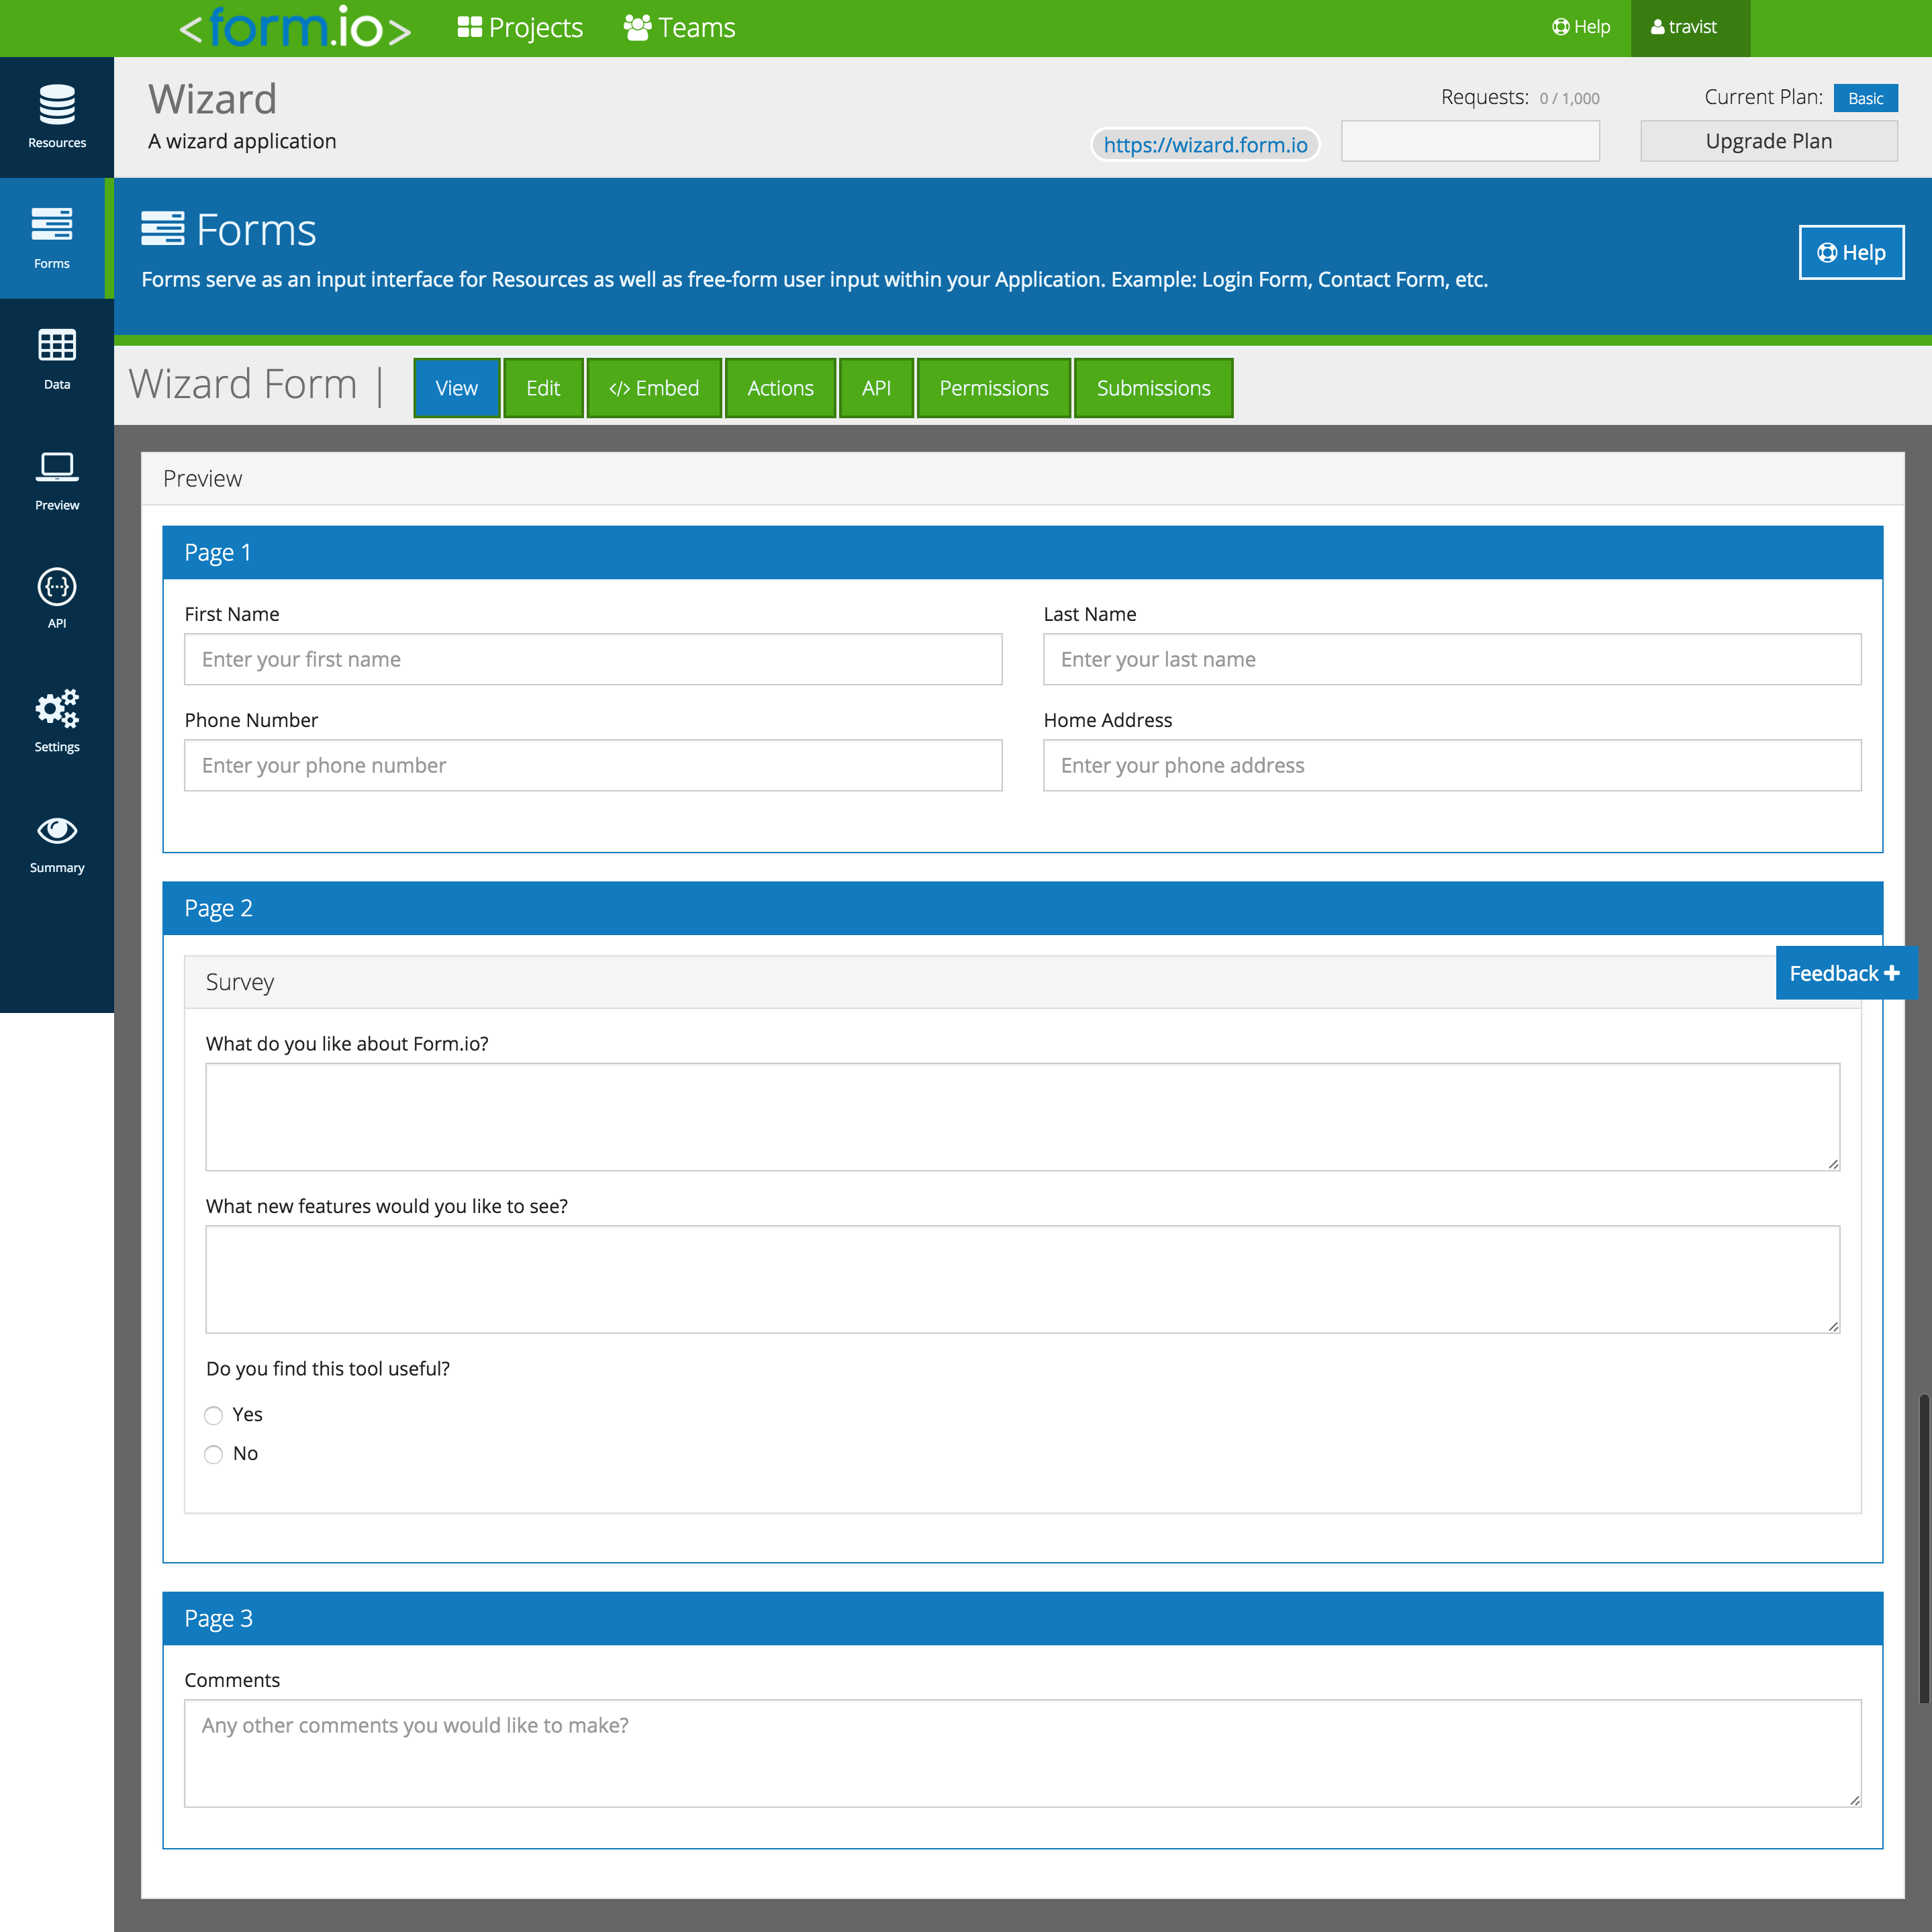 <form.io>
Projects
Teams
Help
travist
Resources
Forms
Data
Preview
API
Settings
Summary
Wizard
A wizard application
https://wizard.form.io
Requests: 0 / 1,000
Current Plan: Basic
Upgrade Plan
Forms
Forms serve as an input interface for Resources as well as free-form user input within your Application. Example: Login Form, Contact Form, etc.
Help
Wizard Form |
View
Edit
</> Embed
Actions
API
Permissions
Submissions
Preview
Page 1
First Name
Enter your first name
Last Name
Enter your last name
Phone Number
Enter your phone number
Home Address
Enter your phone address
Page 2
Feedback +
Survey
What do you like about Form.io?
What new features would you like to see?
Do you find this tool useful?
Yes
No
Page 3
Comments
Any other comments you would like to make?